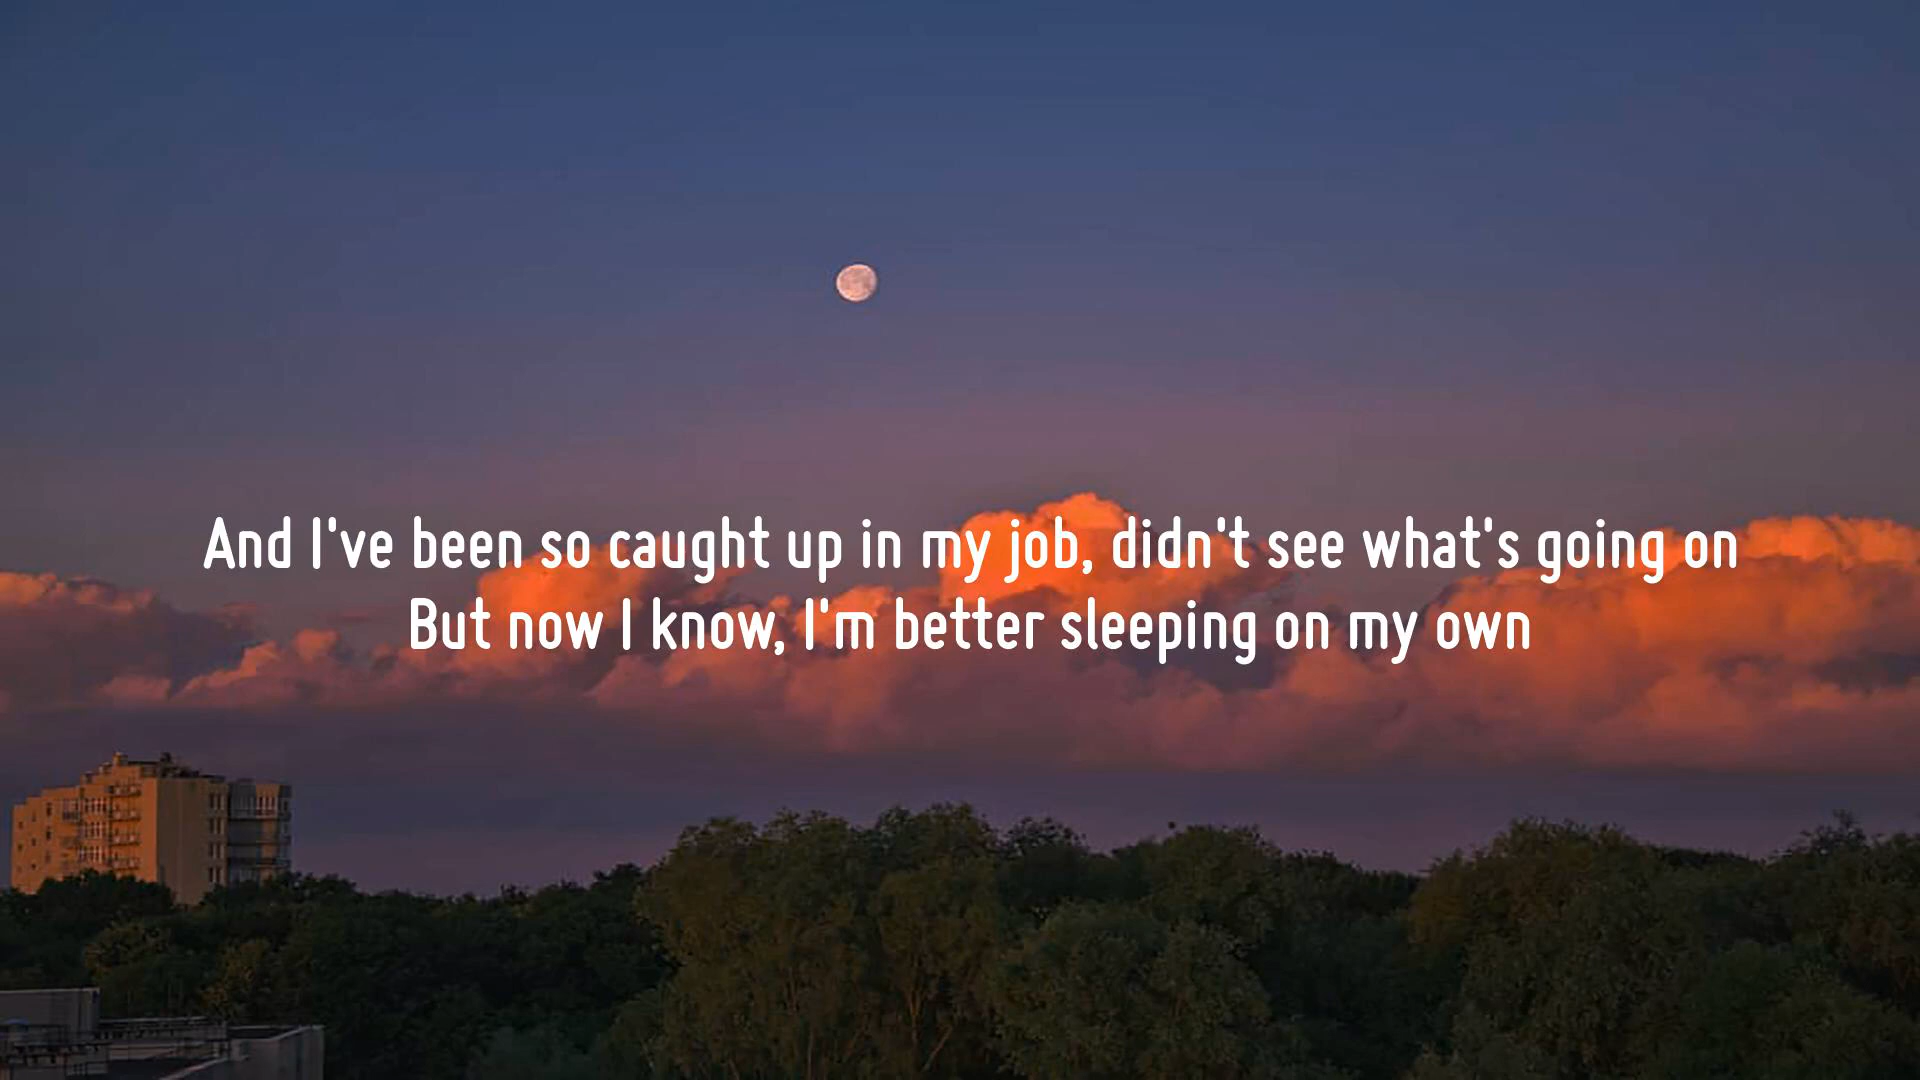 And I've been so caught up in my job, didn't see what's going on
But now I know, I'm better sleeping on my own